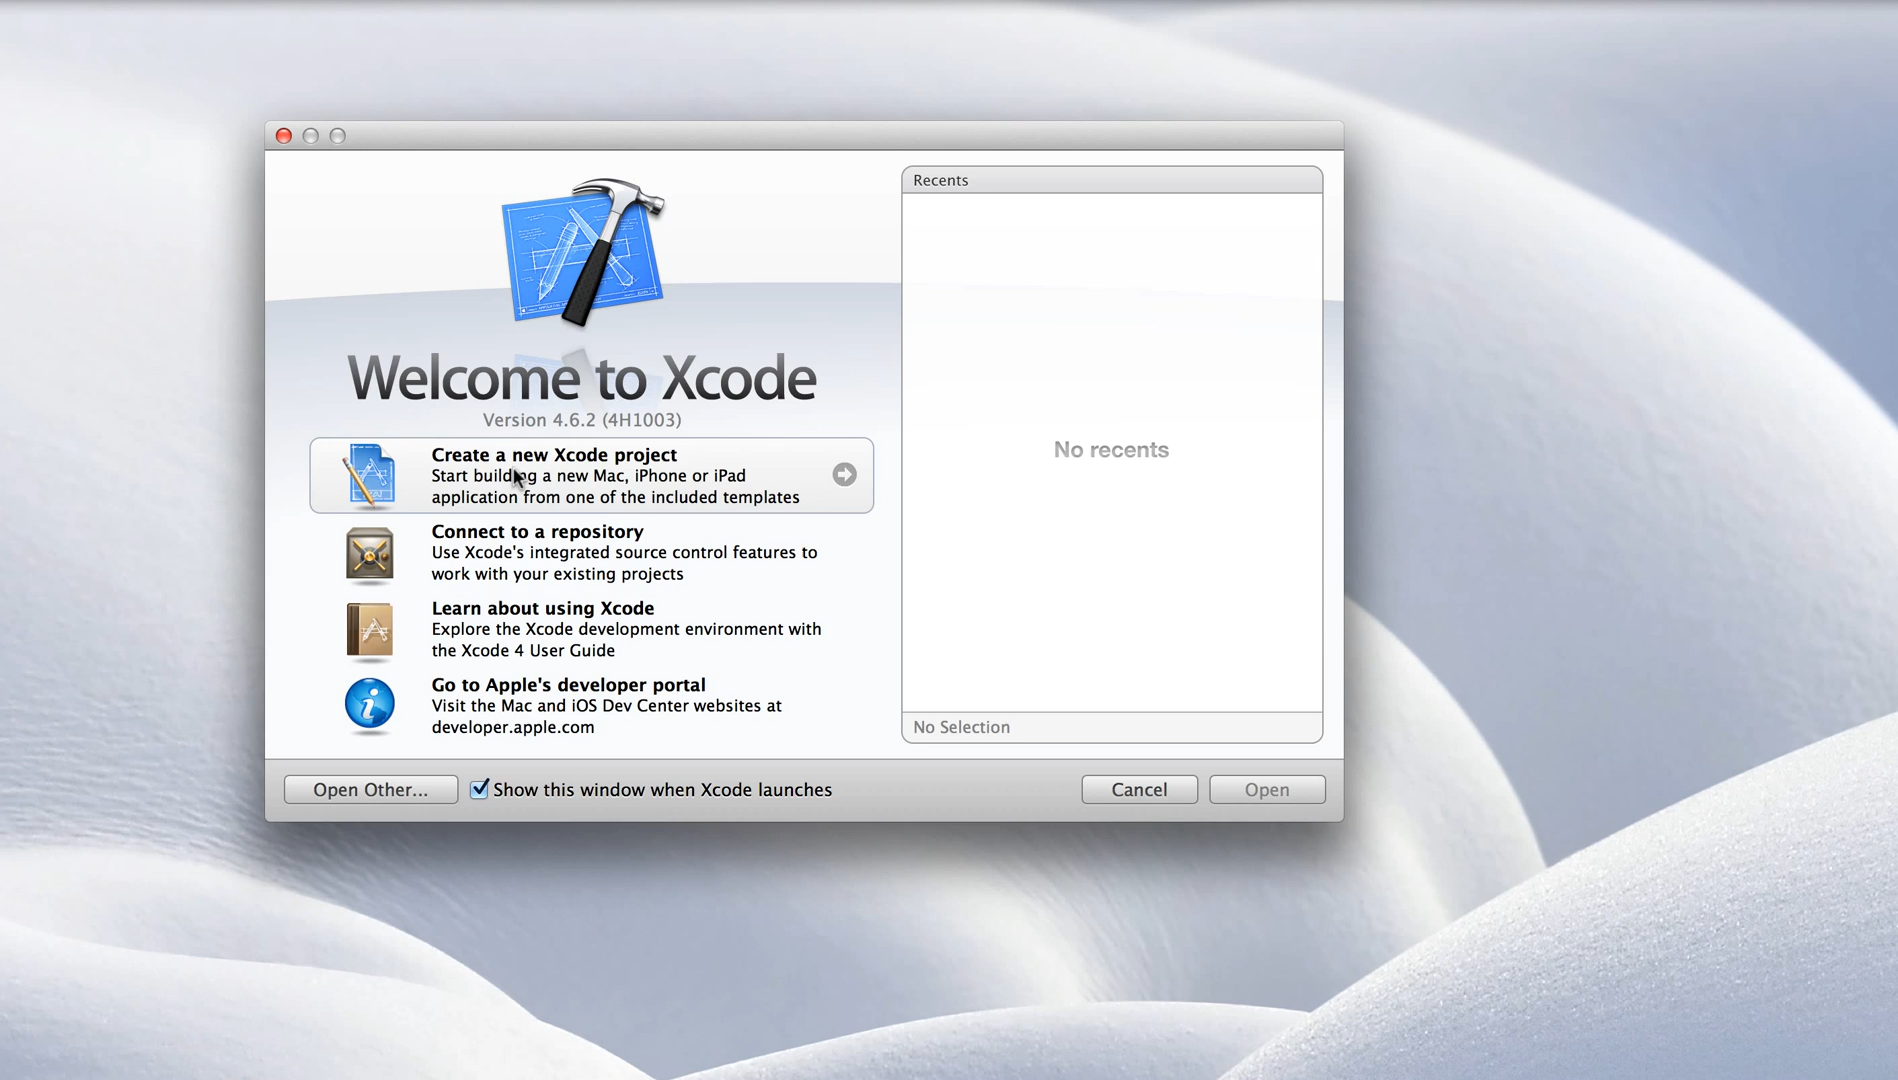 Welcome to Xcode
Version 4.6.2 (4H1003)
Create a new Xcode project
Start building a new Mac, iPhone or iPad
application from one of the included templates
Connect to a repository
Use Xcode's integrated source control features to
work with your existing projects
Learn about using Xcode
Explore the Xcode development environment with
the Xcode 4 User Guide
Go to Apple's developer portal
Visit the Mac and iOS Dev Center websites at
developer.apple.com
Recents
No recents
No Selection
Open Other...
Show this window when Xcode launches
Cancel
Open